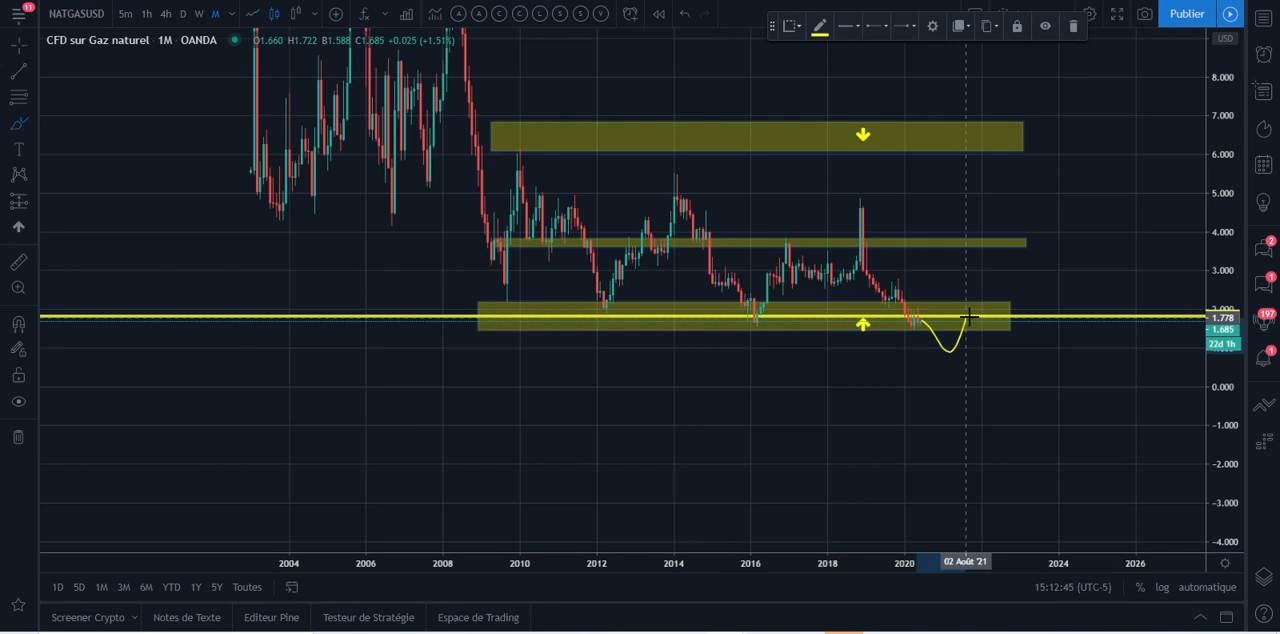 11
NATGASUSD 5m 1h 4h D W M
Publier
CFD sur Gaz naturel · 1M · OANDA O1.660 H1.722 B1.588 C1.685 +0.025 (+1.51%)
USD
8.000
7.000
6.000
5.000
4.000
3.000
1.778
1.685
22d 1h
0.000
−1.000
−2.000
−3.000
−4.000
2
1
197
1
2004 2006 2008 2010 2012 2014 2016 2018 2020 02 Août '21 2024 2026
1D 5D 1M 3M 6M YTD 1Y 5Y Toutes 15:12:45 (UTC-5) % log automatique
Screener Crypto Notes de Texte Editeur Pine Testeur de Stratégie Espace de Trading